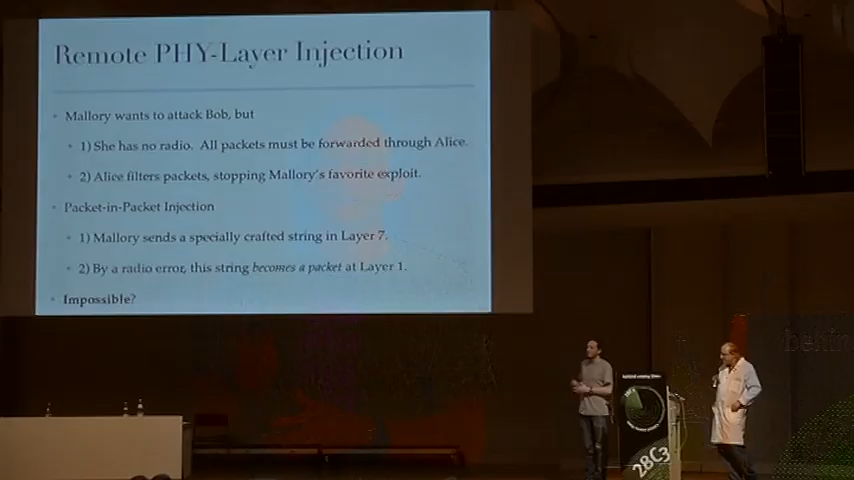 Remote PHY-Layer Injection
Mallory wants to attack Bob, but
1) She has no radio. All packets must be forwarded through Alice.
2) Alice filters packets, stopping Mallory's favorite exploit.
Packet-in-Packet Injection
1) Mallory sends a specially crafted string in Layer 7.
2) By a radio error, this string becomes a packet at Layer 1.
Impossible?
behin
28C3